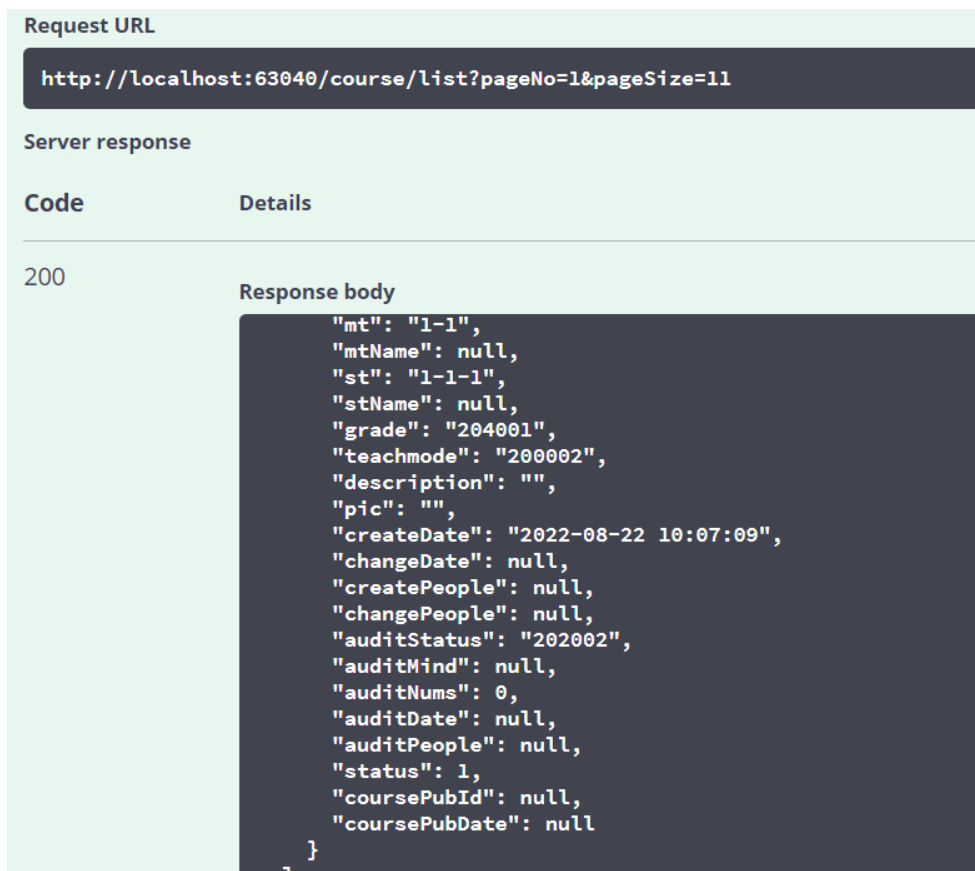 Request URL
http://localhost:63040/course/list?pageNo=1&pageSize=11
Server response
Code Details
200
Response body
"mt": "1-1",
"mtName": null,
"st": "1-1-1",
"stName": null,
"grade": "204001",
"teachmode": "200002",
"description": "",
"pic": "",
"createDate": "2022-08-22 10:07:09",
"changeDate": null,
"createPeople": null,
"changePeople": null,
"auditStatus": "202002",
"auditMind": null,
"auditNums": 0,
"auditDate": null,
"auditPeople": null,
"status": 1,
"coursePubId": null,
"coursePubDate": null
}